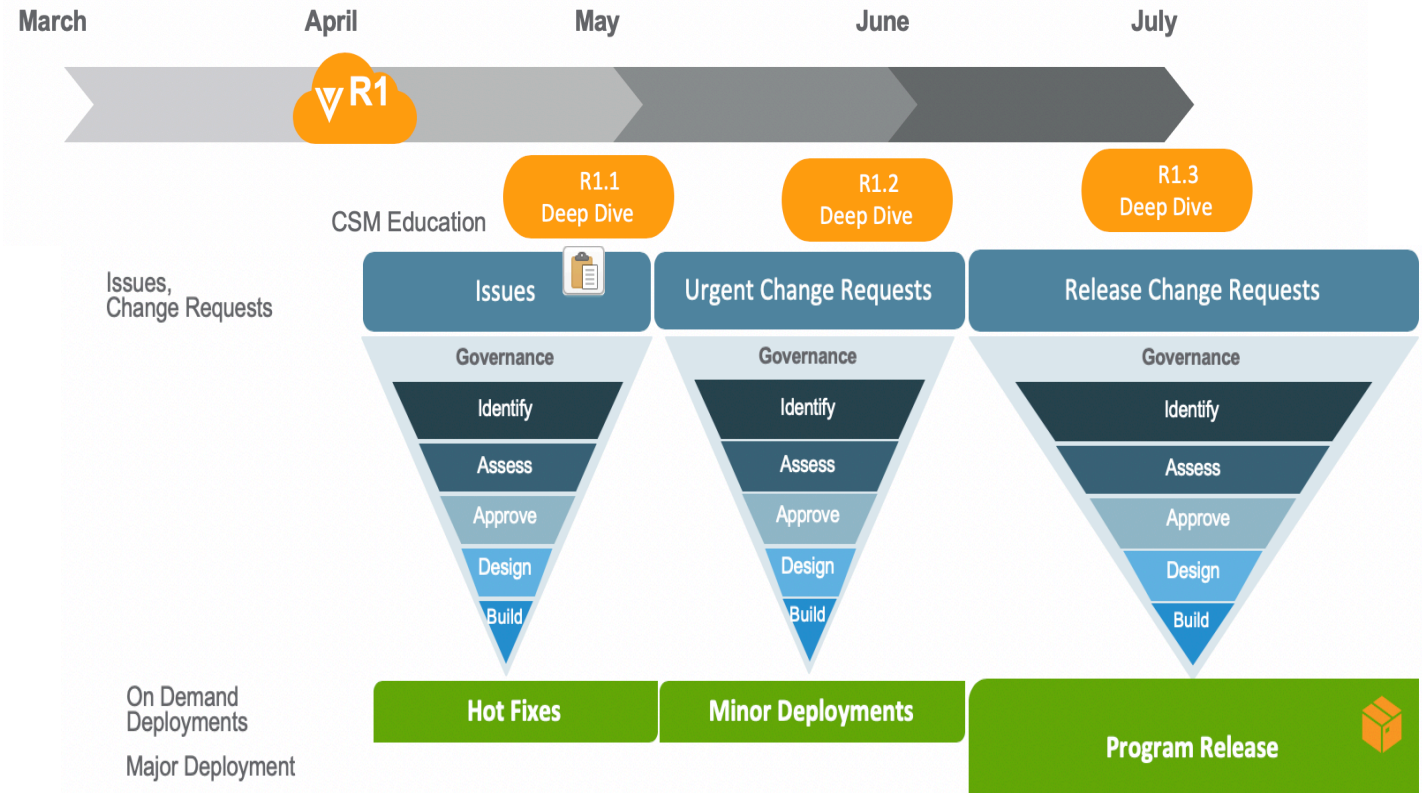 March April May June July
R1
R1.1
Deep Dive
R1.2
Deep Dive
R1.3
Deep Dive
CSM Education
Issues,
Change Requests
Issues
Urgent Change Requests
Release Change Requests
Governance
Identify
Assess
Approve
Design
Build
Governance
Identify
Assess
Approve
Design
Build
Governance
Identify
Assess
Approve
Design
Build
On Demand
Deployments
Major Deployment
Hot Fixes
Minor Deployments
Program Release